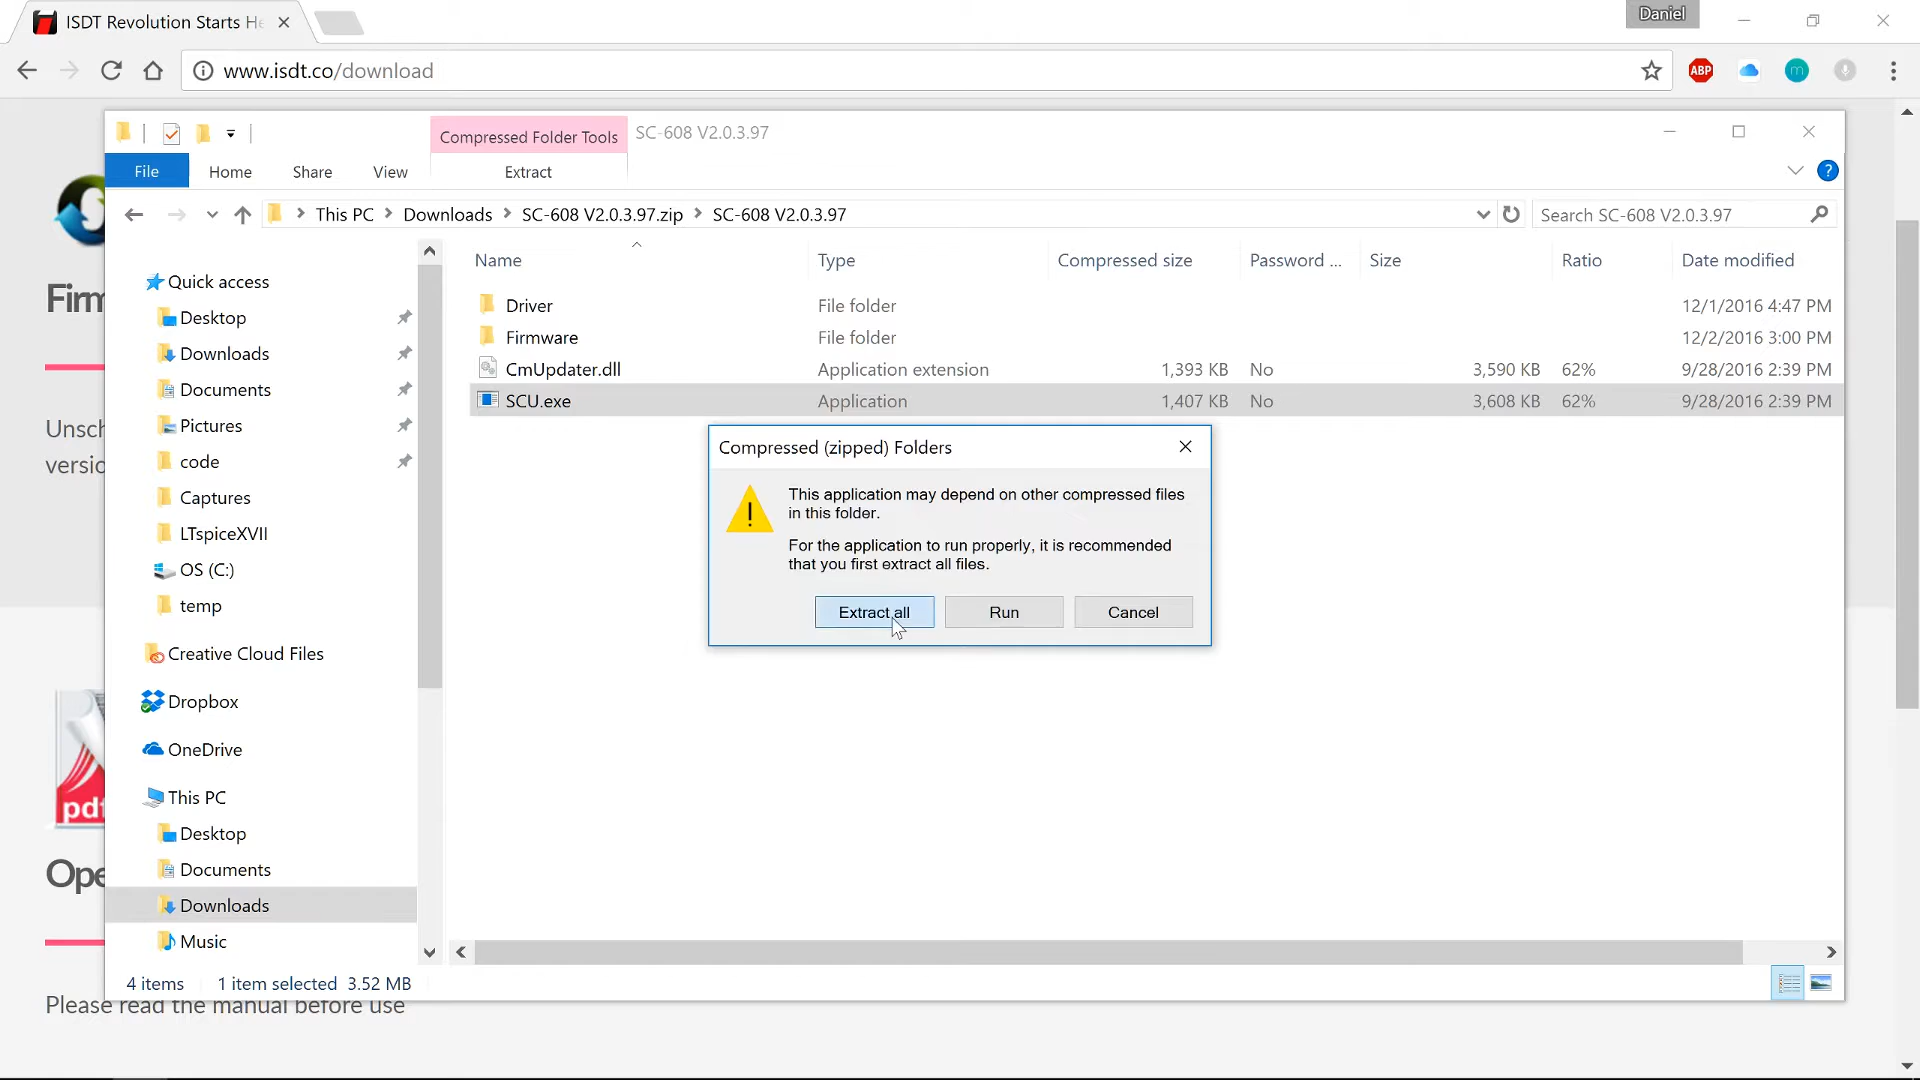 ISDT Revolution Starts He
Daniel
www.isdt.co/download
ABP
m
Compressed Folder Tools
SC-608 V2.0.3.97
File
Home
Share
View
Extract
?
This PC
Downloads
SC-608 V2.0.3.97.zip
SC-608 V2.0.3.97
Search SC-608 V2.0.3.97
Name
Type
Compressed size
Password ...
Size
Ratio
Date modified
Driver
File folder
12/1/2016 4:47 PM
Firmware
File folder
12/2/2016 3:00 PM
CmUpdater.dll
Application extension
1,393 KB
No
3,590 KB
62%
9/28/2016 2:39 PM
SCU.exe
Application
1,407 KB
No
3,608 KB
62%
9/28/2016 2:39 PM
Quick access
Desktop
Downloads
Documents
Pictures
code
Captures
LTspiceXVII
OS (C:)
temp
Creative Cloud Files
Dropbox
OneDrive
This PC
Desktop
Documents
Downloads
Music
Compressed (zipped) Folders
This application may depend on other compressed files
in this folder.
For the application to run properly, it is recommended
that you first extract all files.
Extract all
Run
Cancel
4 items
1 item selected 3.52 MB
Firm
Unsch
versio
pdf
Ope
Please read the manual before use